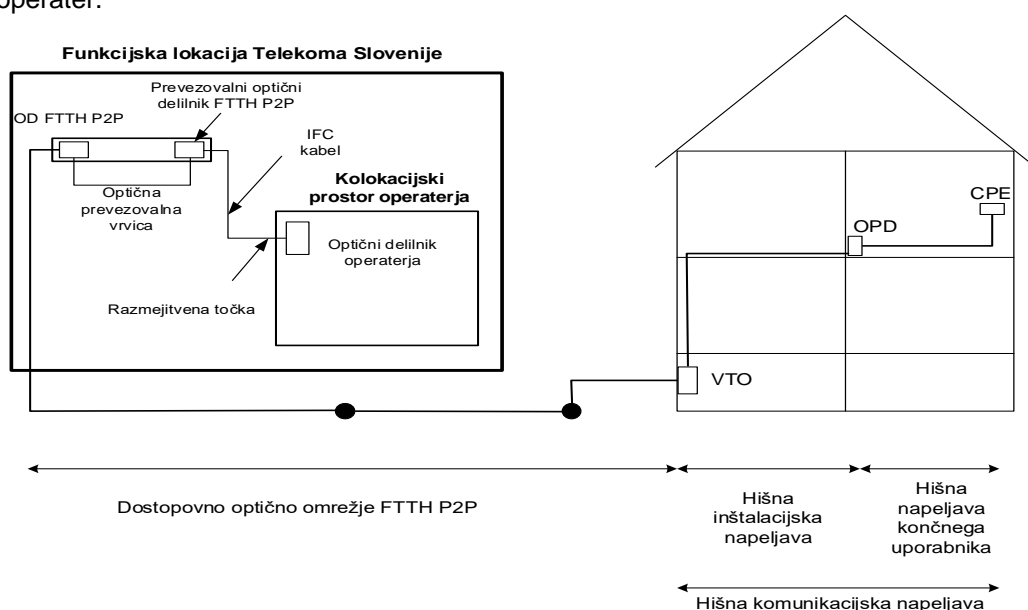 operater.
Funkcijska lokacija Telekoma Slovenije
Prevezovalni optični
delilnik FTTH P2P
OD FTTH P2P
IFC
kabel
Optična
prevezovalna
vrvica
Kolokacijski
prostor operaterja
Optični delilnik
operaterja
Razmejitvena točka
CPE
OPD
VTO
Dostopovno optično omrežje FTTH P2P
Hišna
inštalacijska
napeljava
Hišna
napeljava
končnega
uporabnika
Hišna komunikacijska napeljava